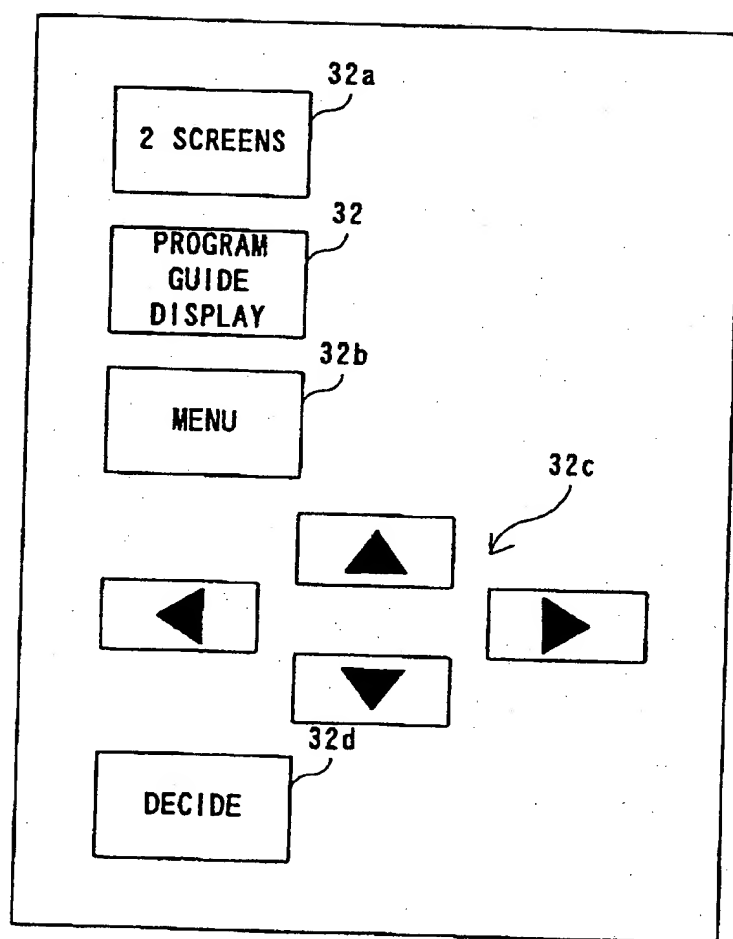 32a
2 SCREENS
32
PROGRAM
GUIDE
DISPLAY
32b
MENU
32c
32d
DECIDE